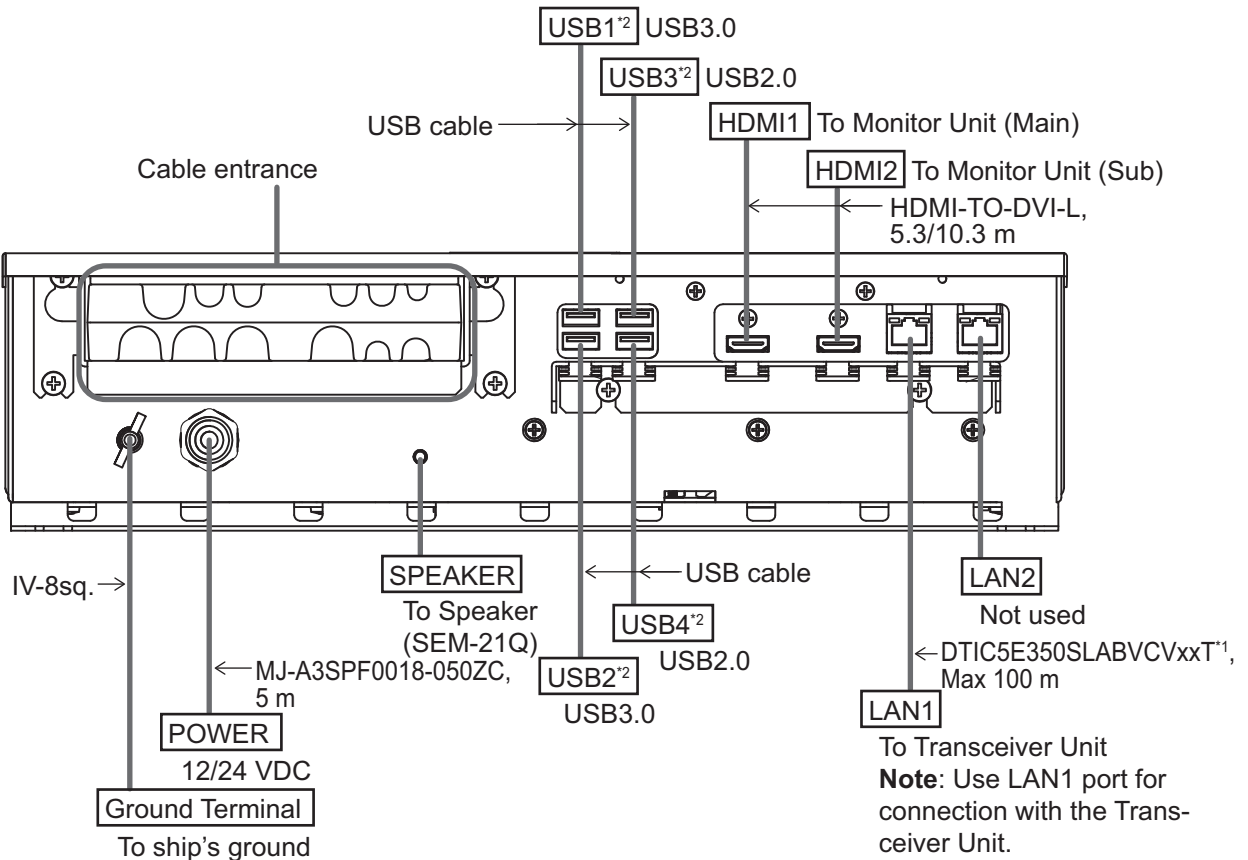 USB1*2 USB3.0
USB3*2 USB2.0
USB cable
HDMI1 To Monitor Unit (Main)
Cable entrance
HDMI2 To Monitor Unit (Sub)
HDMI-TO-DVI-L,
5.3/10.3 m
IV-8sq.
SPEAKER
To Speaker
(SEM-21Q)
USB cable
LAN2
Not used
USB4*2
USB2.0
MJ-A3SPF0018-050ZC,
5 m
USB2*2
USB3.0
DTIC5E350SLABVCVxxT*1,
Max 100 m
POWER
12/24 VDC
LAN1
To Transceiver Unit
Note: Use LAN1 port for
connection with the Trans-
ceiver Unit.
Ground Terminal
To ship's ground